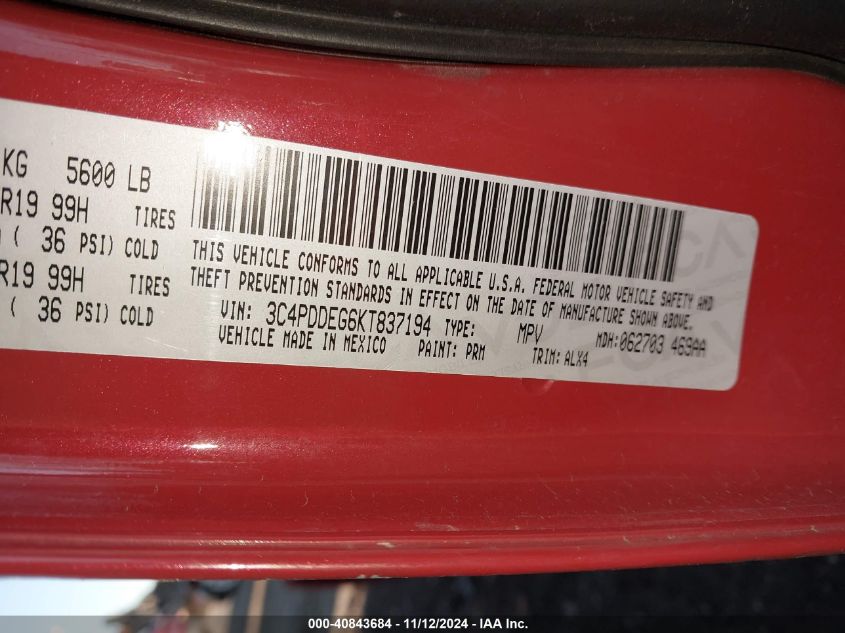 KG 5600 LB
R19 99H TIRES
( 36 PSI) COLD
R19 99H TIRES
( 36 PSI) COLD
THIS VEHICLE CONFORMS TO ALL APPLICABLE U.S.A. FEDERAL MOTOR VEHICLE SAFETY AND
THEFT PREVENTION STANDARDS IN EFFECT ON THE DATE OF MANUFACTURE SHOWN ABOVE.
VIN: 3C4PDDEG6KT837194 TYPE: MPV MDH:062703 469AA
VEHICLE MADE IN MEXICO PAINT: PRM TRIM: ALX4
000-40843684 - 11/12/2024 - IAA Inc.